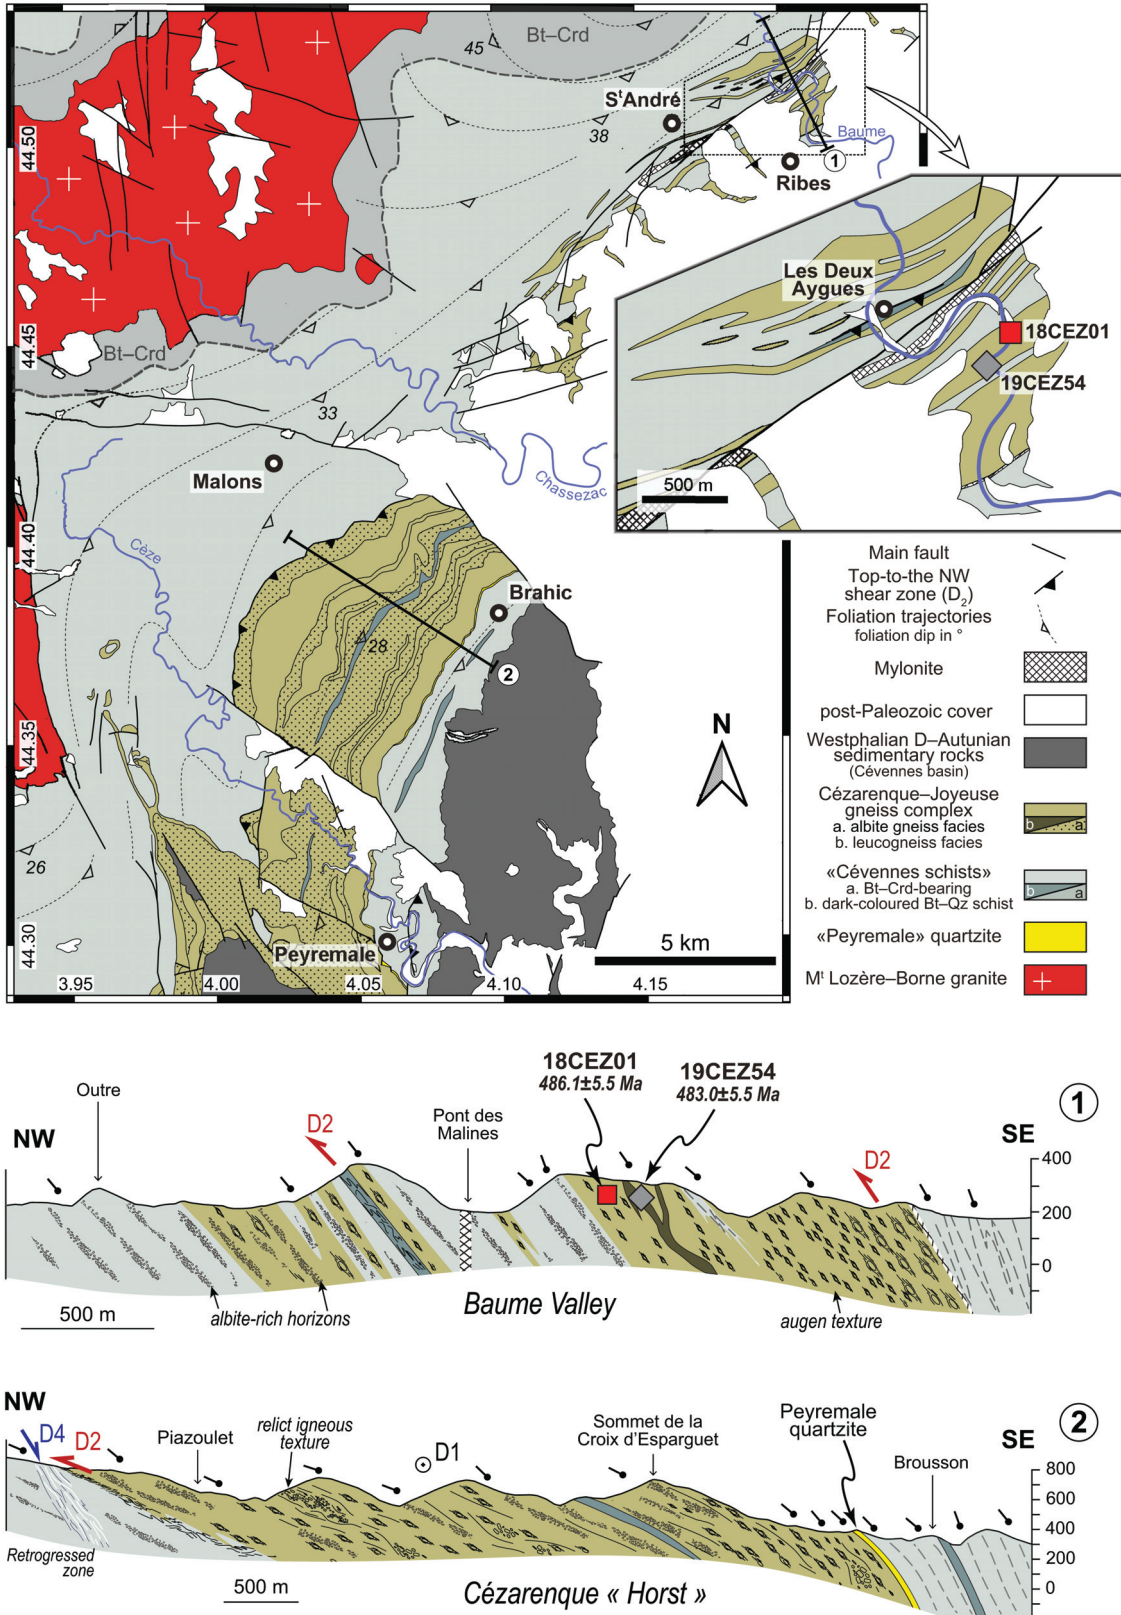 Bt–Crd
45
SᵗAndré
38
Baume
1
Ribes
44.50
Les Deux
Aygues
18CEZ01
19CEZ54
500 m
44.45
Bt–Crd
33
Malons
Chassezac
44.40
Cèze
Brahic
28
2
44.35
N
26
44.30
Peyremale
5 km
3.95
4.00
4.05
4.10
4.15
Main fault
Top-to-the NW
shear zone (D₂)
Foliation trajectories
foliation dip in °
Mylonite
post-Paleozoic cover
Westphalian D–Autunian
sedimentary rocks
(Cévennes basin)
Cézarenque–Joyeuse
gneiss complex
a. albite gneiss facies
b. leucogneiss facies
b
a
«Cévennes schists»
a. Bt–Crd-bearing
b. dark-coloured Bt–Qz schist
b
a
«Peyremale» quartzite
Mᵗ Lozère–Borne granite
18CEZ01
486.1±5.5 Ma
19CEZ54
483.0±5.5 Ma
1
Outre
Pont des
Malines
NW
D2
D2
SE
400
200
0
500 m
albite-rich horizons
Baume Valley
augen texture
NW
D4
D2
Piazoulet
relict igneous
texture
D1
Sommet de la
Croix d'Esparguet
Peyremale
quartzite
2
SE
Brousson
800
600
400
200
0
Retrogressed
zone
500 m
Cézarenque « Horst »